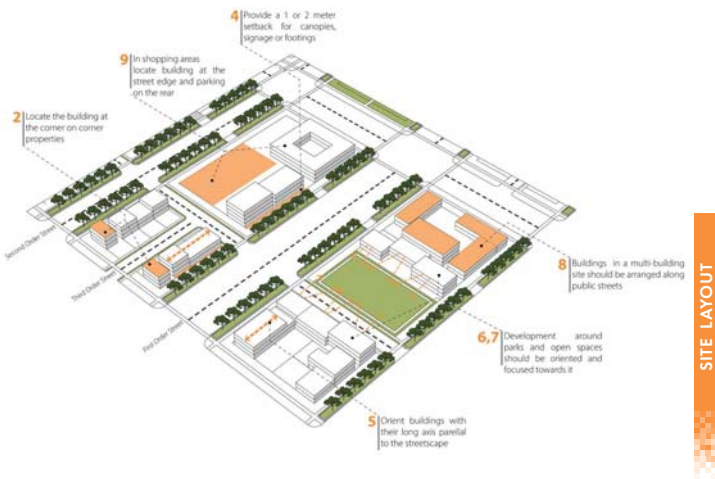 4 Provide a 1 or 2 meter
setback for canopies,
signage or footings
9 In shopping areas
locate building at the
street edge and parking
on the rear
2 Locate the building at
the corner on corner
properties
Second Order Street
Third Order Street
First Order Street
8 Buildings in a multi-building
site should be arranged along
public streets
6,7 Development around
parks and open spaces
should be oriented and
focused towards it
5 Orient buildings with
their long axis parellal
to the streetscape
SITE LAYOUT